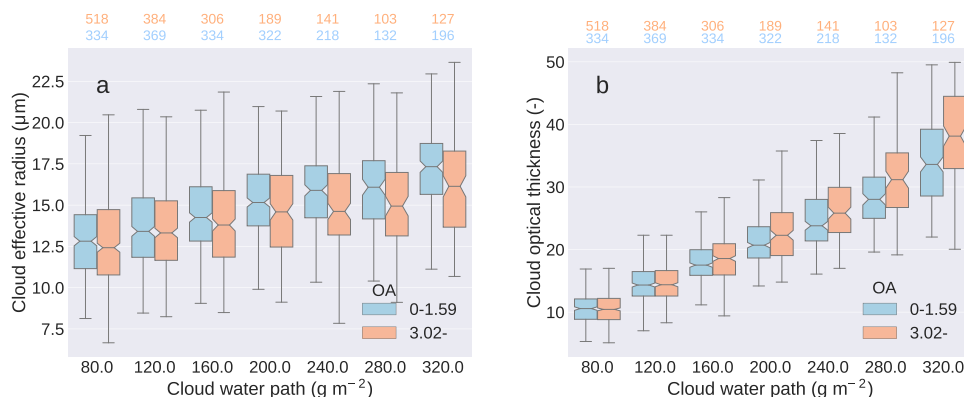 518 384 306 189 141 103 127
334 369 334 322 218 132 196
a
Cloud effective radius (μm)
22.5
20.0
17.5
15.0
12.5
10.0
7.5
OA
0-1.59
3.02-
80.0 120.0 160.0 200.0 240.0 280.0 320.0
Cloud water path (g m⁻²)
518 384 306 189 141 103 127
334 369 334 322 218 132 196
b
Cloud optical thickness (-)
50
40
30
20
10
OA
0-1.59
3.02-
80.0 120.0 160.0 200.0 240.0 280.0 320.0
Cloud water path (g m⁻²)